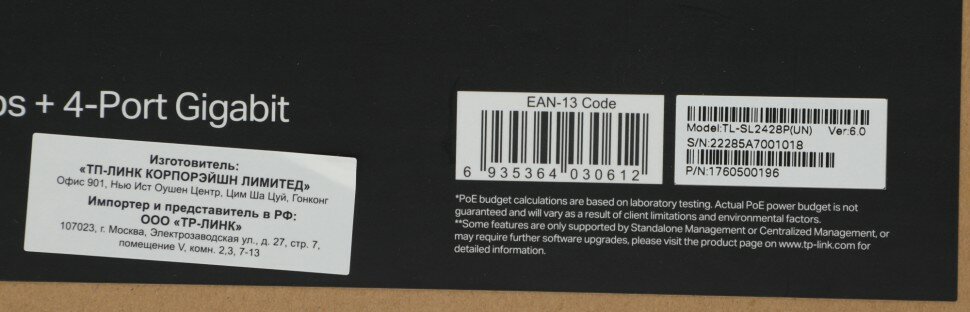 + 4-Port Gigabit
Изготовитель:
«ТП-ЛИНК КОРПОРЭЙШН ЛИМИТЕД»
Офис 901, Нью Ист Оушен Центр, Цим Ша Цуй, Гонконг
Импортер и представитель в РФ:
ООО «ТР-ЛИНК»
107023, г. Москва, Электрозаводская ул., д. 27, стр. 7,
помещение V, комн. 2,3, 7-13
EAN-13 Code
6 935364 030612
Model:TL-SL2428P(UN) Ver:6.0
S/N:22285A7001018
P/N:1760500196
*PoE budget calculations are based on laboratory testing. Actual PoE power budget is not
guaranteed and will vary as a result of client limitations and environmental factors.
**Some features are only supported by Standalone Management or Centralized Management, or
may require further software upgrades, please visit the product page on www.tp-link.com for
detailed information.